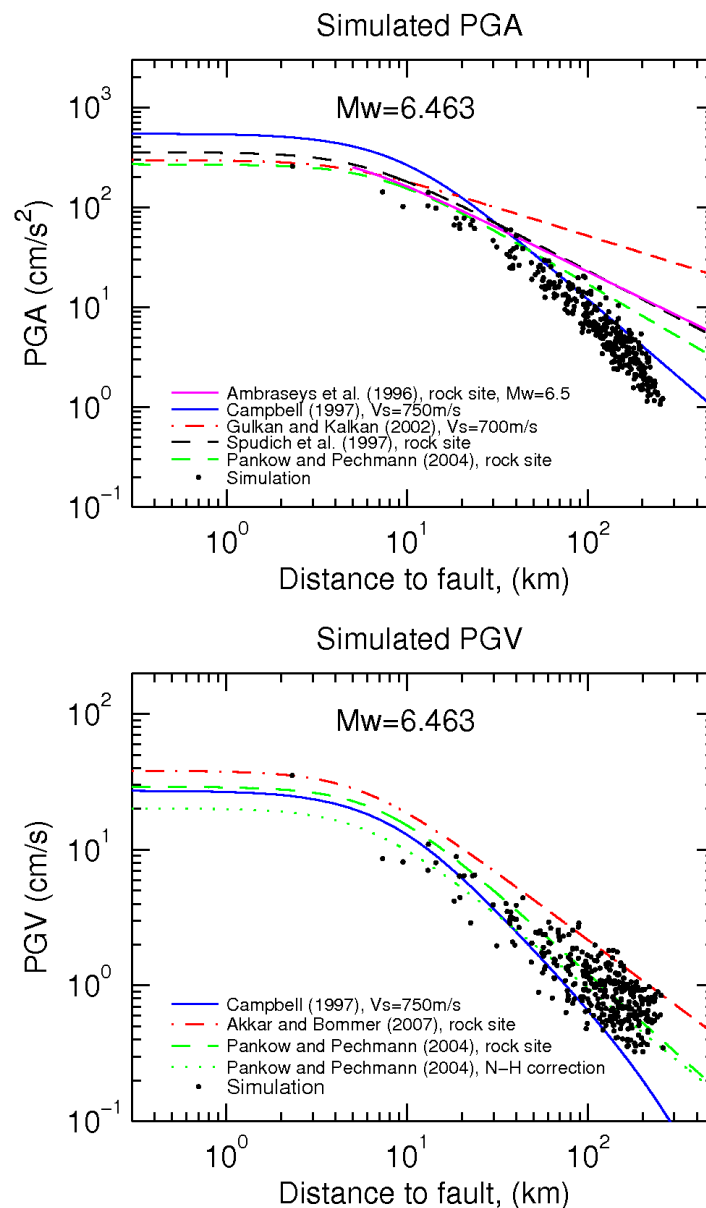 Simulated PGA
Mw=6.463
10³
10²
10¹
10⁰
10⁻¹
PGA (cm/s²)
Ambraseys et al. (1996), rock site, Mw=6.5
Campbell (1997), Vs=750m/s
Gulkan and Kalkan (2002), Vs=700m/s
Spudich et al. (1997), rock site
Pankow and Pechmann (2004), rock site
Simulation
10⁰ 10¹ 10²
Distance to fault, (km)
Simulated PGV
Mw=6.463
10²
10¹
10⁰
10⁻¹
PGV (cm/s)
Campbell (1997), Vs=750m/s
Akkar and Bommer (2007), rock site
Pankow and Pechmann (2004), rock site
Pankow and Pechmann (2004), N−H correction
Simulation
10⁰ 10¹ 10²
Distance to fault, (km)